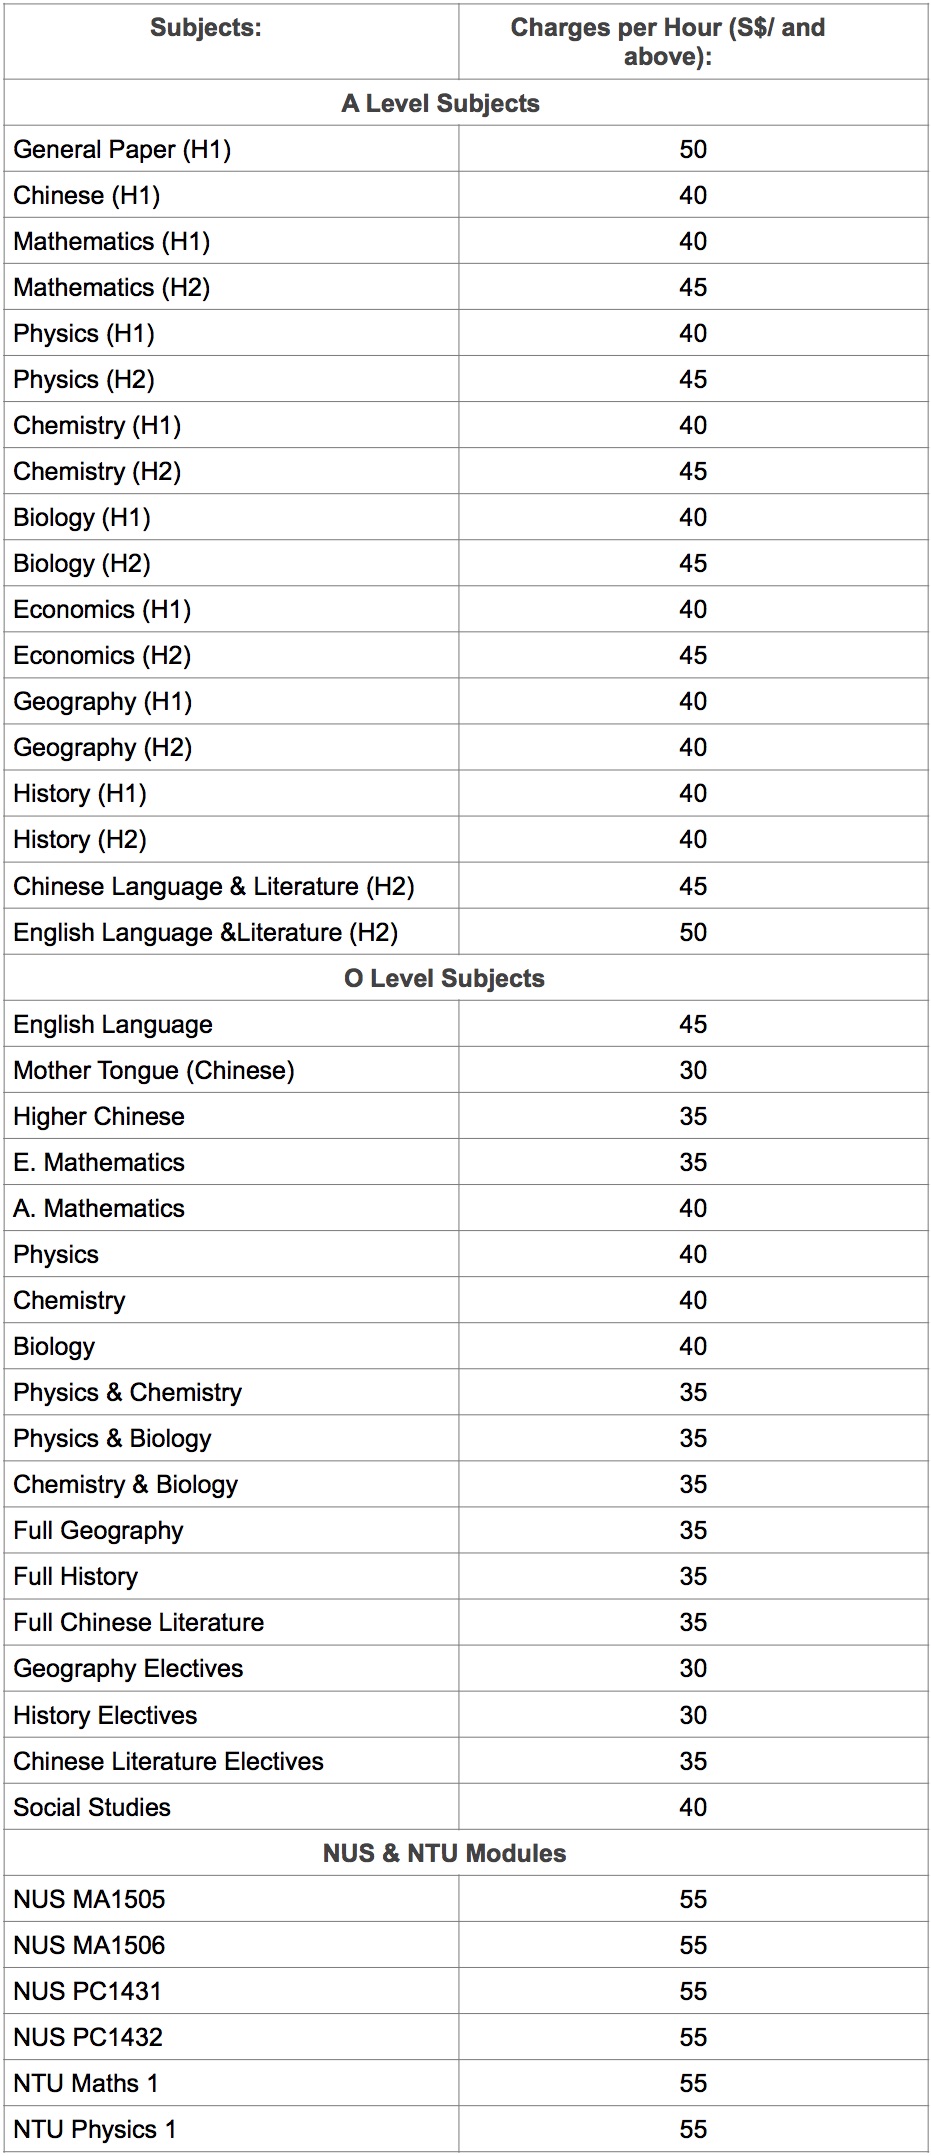 Subjects: Charges per Hour (S$/ and
above):
A Level Subjects
General Paper (H1) 50
Chinese (H1) 40
Mathematics (H1) 40
Mathematics (H2) 45
Physics (H1) 40
Physics (H2) 45
Chemistry (H1) 40
Chemistry (H2) 45
Biology (H1) 40
Biology (H2) 45
Economics (H1) 40
Economics (H2) 45
Geography (H1) 40
Geography (H2) 40
History (H1) 40
History (H2) 40
Chinese Language & Literature (H2) 45
English Language &Literature (H2) 50
O Level Subjects
English Language 45
Mother Tongue (Chinese) 30
Higher Chinese 35
E. Mathematics 35
A. Mathematics 40
Physics 40
Chemistry 40
Biology 40
Physics & Chemistry 35
Physics & Biology 35
Chemistry & Biology 35
Full Geography 35
Full History 35
Full Chinese Literature 35
Geography Electives 30
History Electives 30
Chinese Literature Electives 35
Social Studies 40
NUS & NTU Modules
NUS MA1505 55
NUS MA1506 55
NUS PC1431 55
NUS PC1432 55
NTU Maths 1 55
NTU Physics 1 55